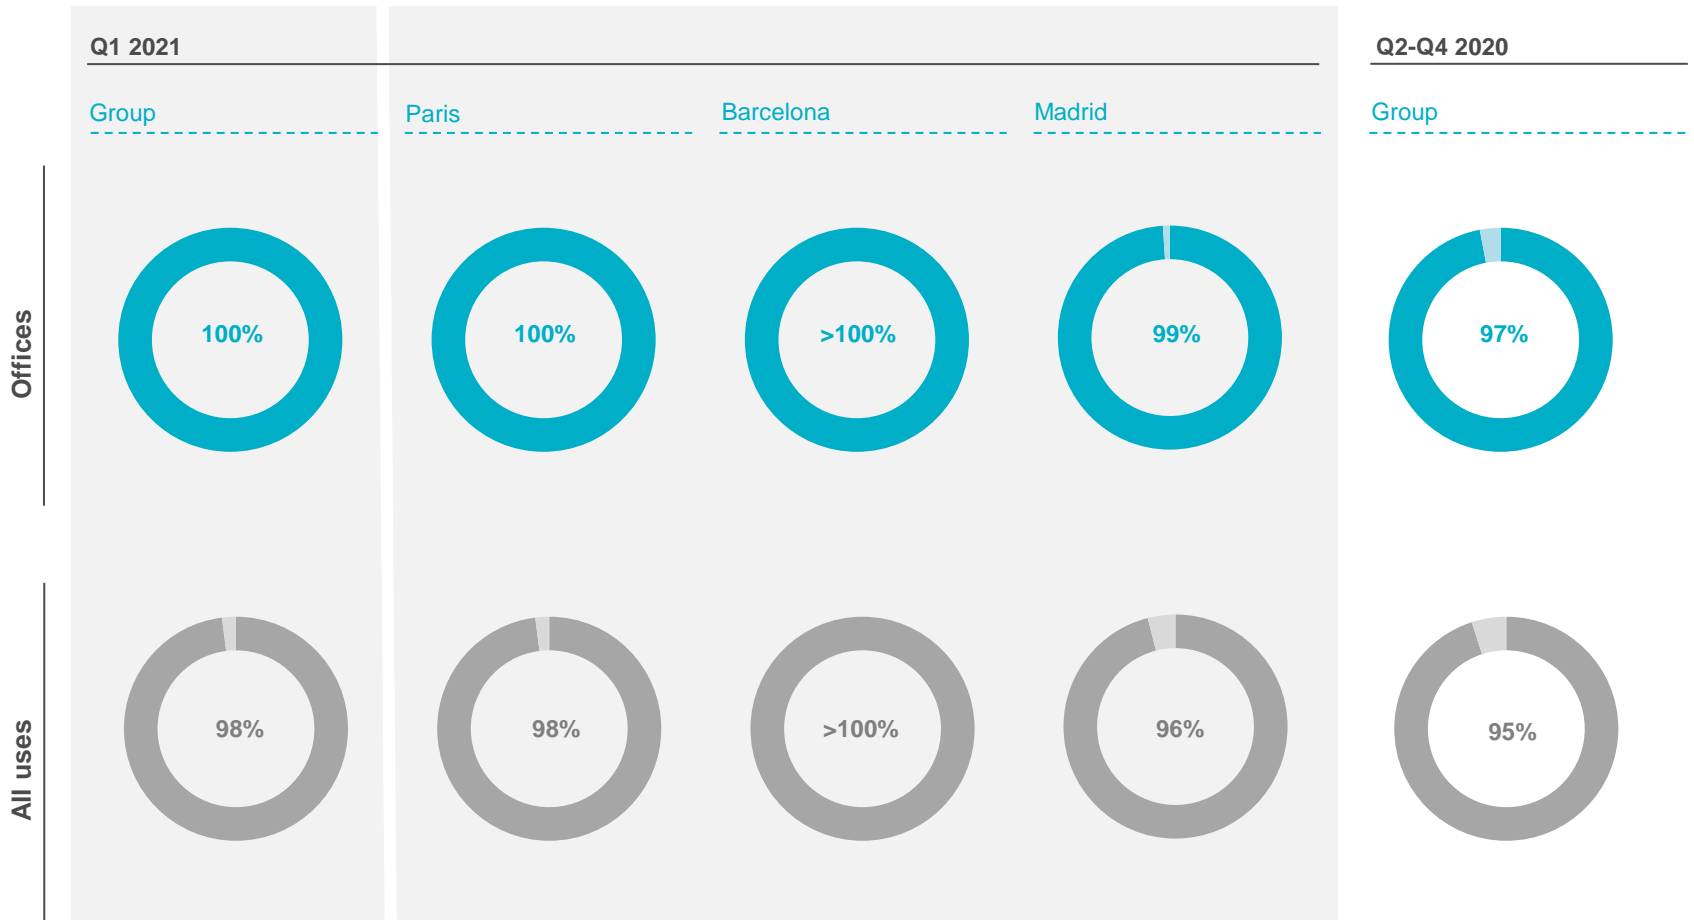 Q1 2021
Q2-Q4 2020
Group
Paris
Barcelona
Madrid
Group
Offices
100%
100%
>100%
99%
97%
All uses
98%
98%
>100%
96%
95%